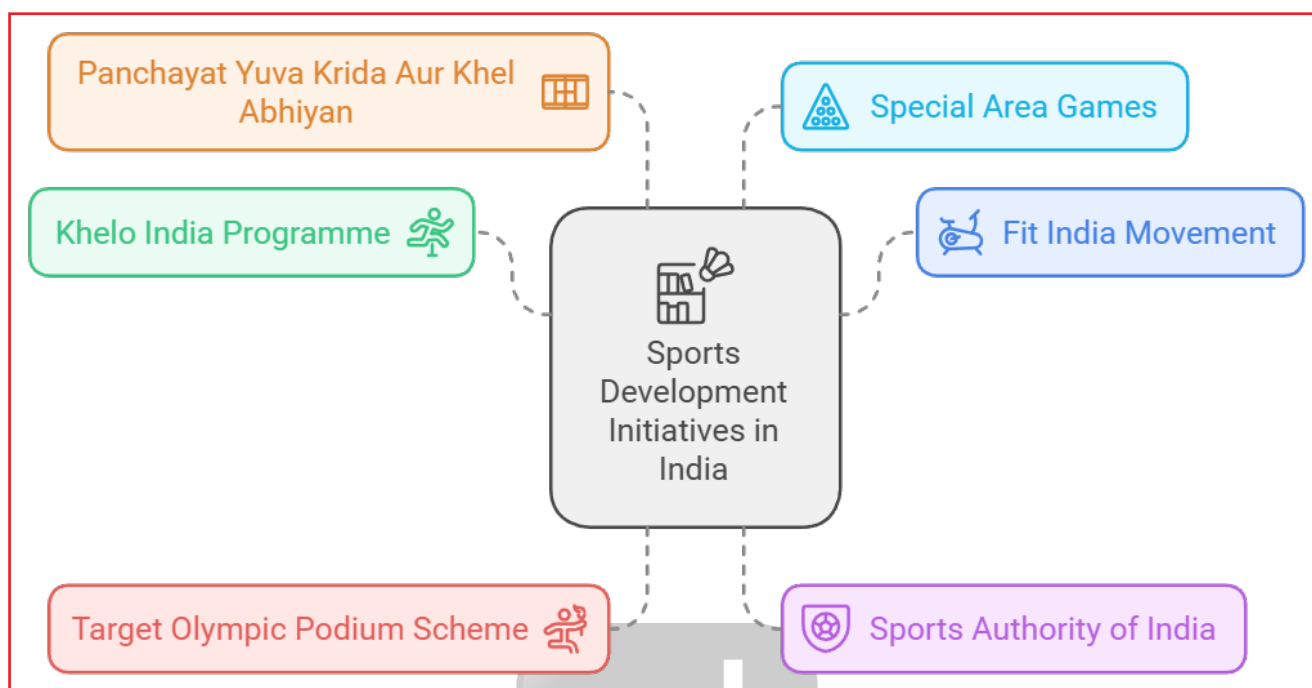 Panchayat Yuva Krida Aur Khel
Abhiyan
Special Area Games
Khelo India Programme
Fit India Movement
Sports
Development
Initiatives in
India
Target Olympic Podium Scheme
Sports Authority of India